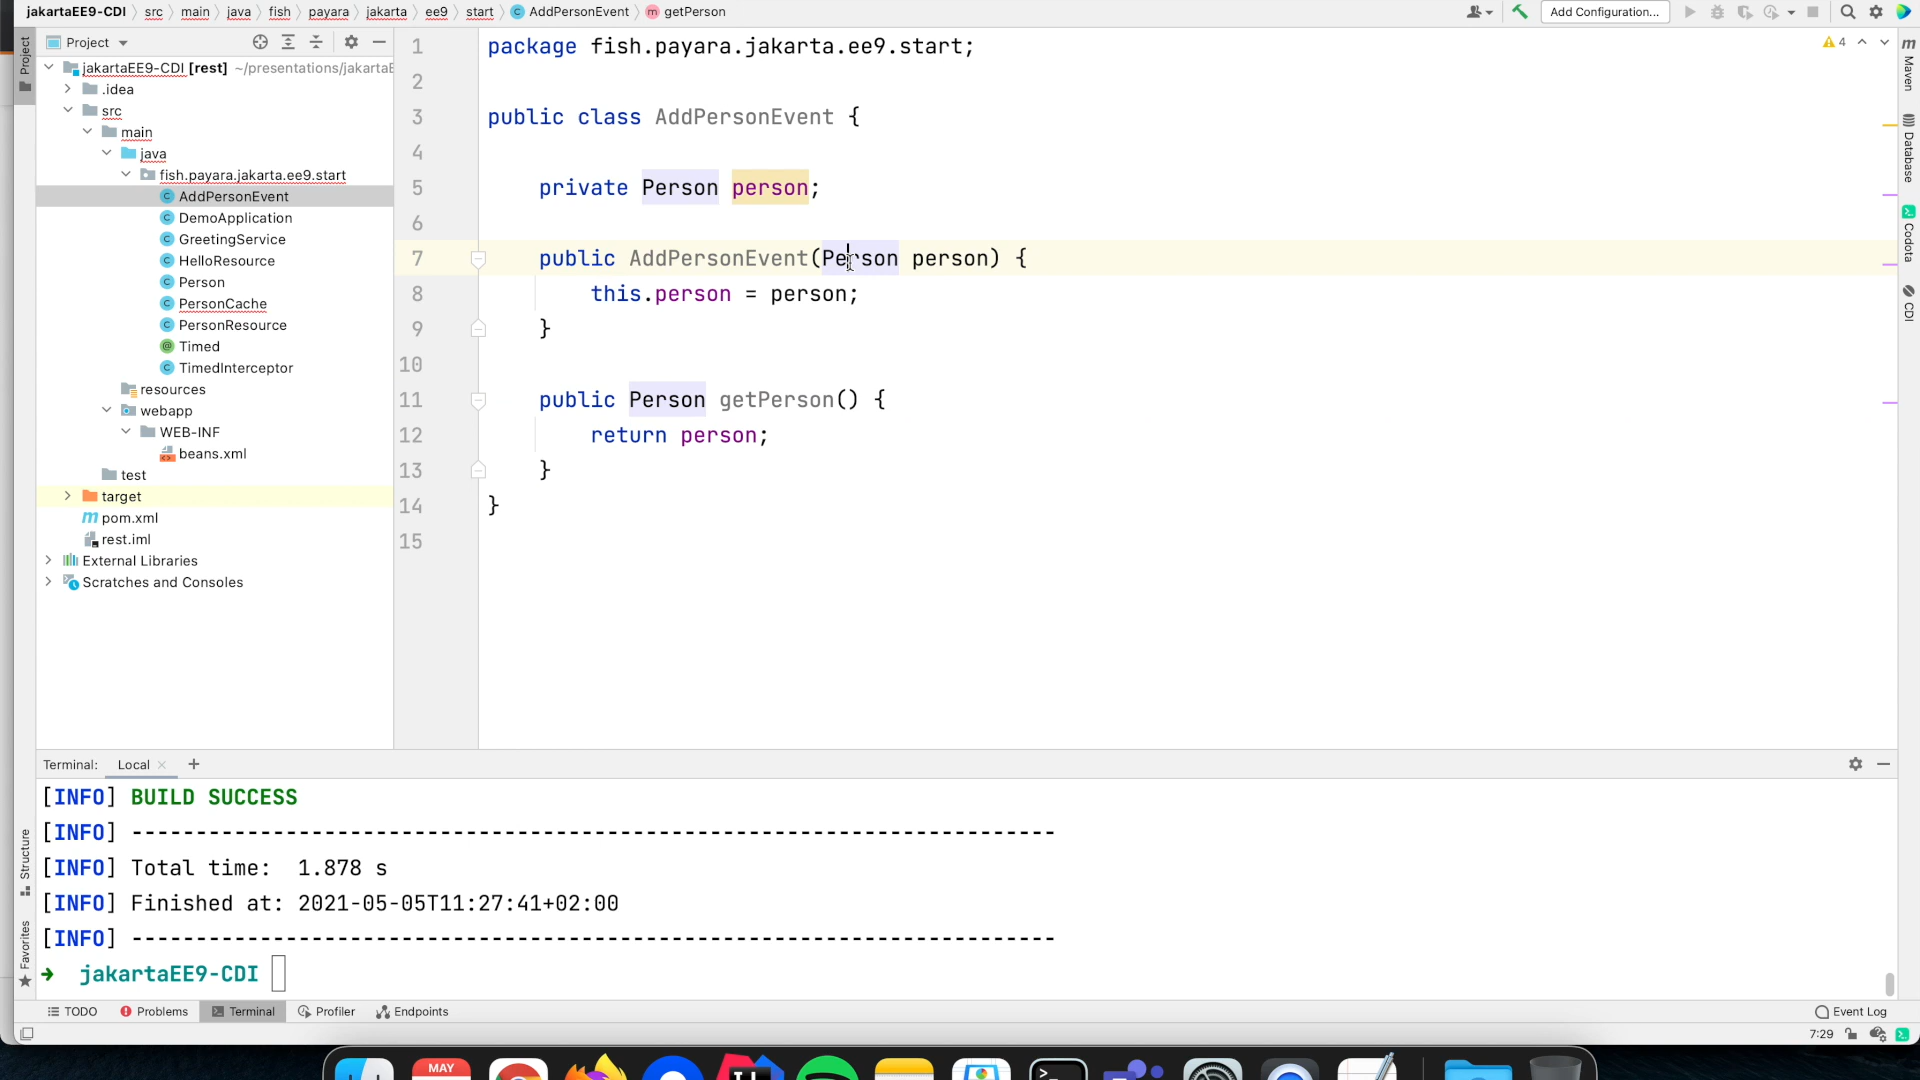 jakartaEE9-CDI src main java fish payara jakarta ee9 start AddPersonEvent getPerson Add Configuration...
Project
jakartaEE9-CDI [rest] ~/presentations/jakartaE
.idea
src
main
java
fish.payara.jakarta.ee9.start
AddPersonEvent
DemoApplication
GreetingService
HelloResource
Person
PersonCache
PersonResource
Timed
TimedInterceptor
resources
webapp
WEB-INF
beans.xml
test
target
pom.xml
rest.iml
External Libraries
Scratches and Consoles
Project
Structure
Favorites
1 package fish.payara.jakarta.ee9.start;
2
3 public class AddPersonEvent {
4
5 private Person person;
6
7 public AddPersonEvent(Person person) {
8 this.person = person;
9 }
10
11 public Person getPerson() {
12 return person;
13 }
14 }
15
4
Maven
Database
Codota
CDI
Terminal: Local +
[INFO] BUILD SUCCESS
[INFO] ------------------------------------------------------------------------
[INFO] Total time:  1.878 s
[INFO] Finished at: 2021-05-05T11:27:41+02:00
[INFO] ------------------------------------------------------------------------
→ jakartaEE9-CDI
TODO Problems Terminal Profiler Endpoints Event Log
7:29
MAY